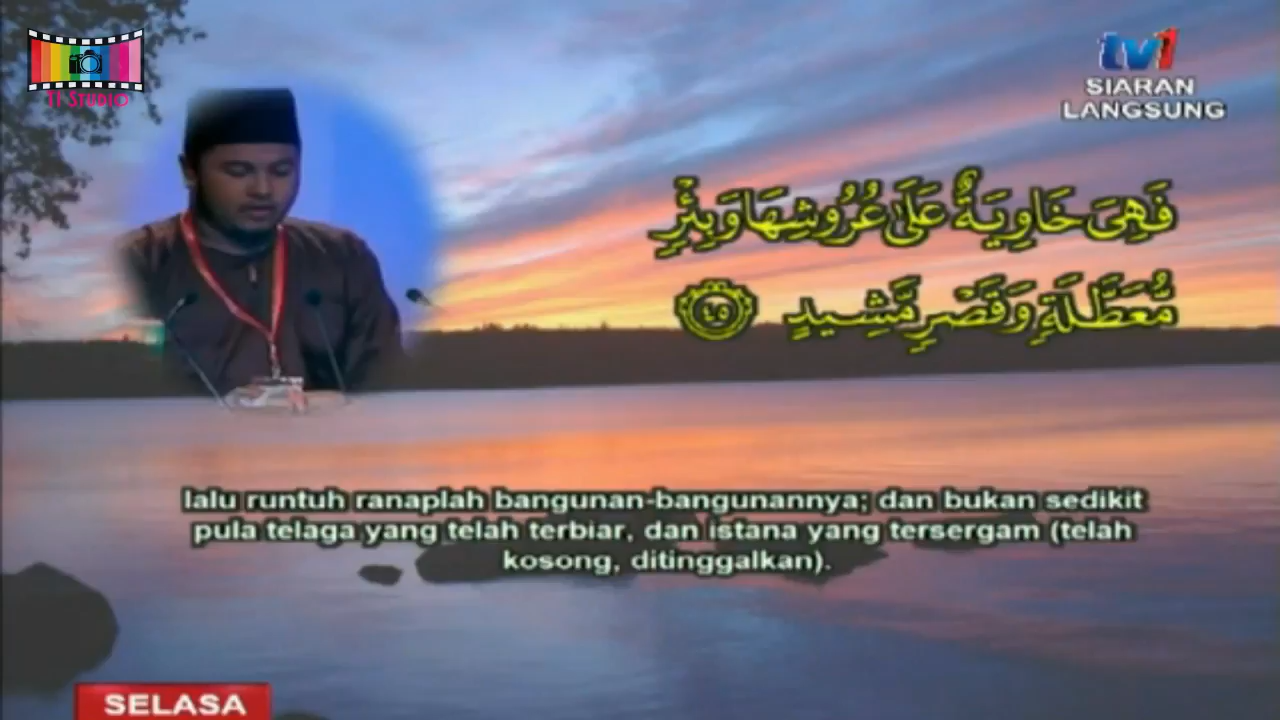 TT STUDIO
tv1
SIARAN
LANGSUNG
فَهِىَ خَاوِيَةٌ عَلَىٰ عُرُوشِهَا وَبِئْرٍ
مُّعَطَّلَةٍ وَقَصْرٍ مَّشِيدٍ ٤٥
lalu runtuh ranaplah bangunan-bangunannya; dan bukan sedikit
pula telaga yang telah terbiar, dan istana yang tersergam (telah
kosong, ditinggalkan).
SELASA